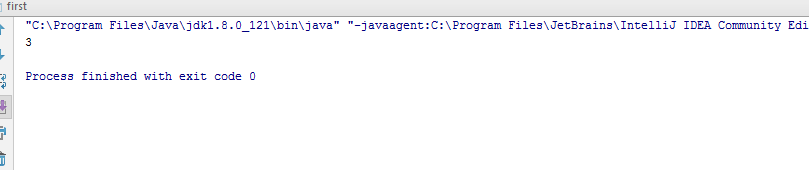 first
"C:\Program Files\Java\jdk1.8.0_121\bin\java" "-javaagent:C:\Program Files\JetBrains\IntelliJ IDEA Community Edi
3
Process finished with exit code 0